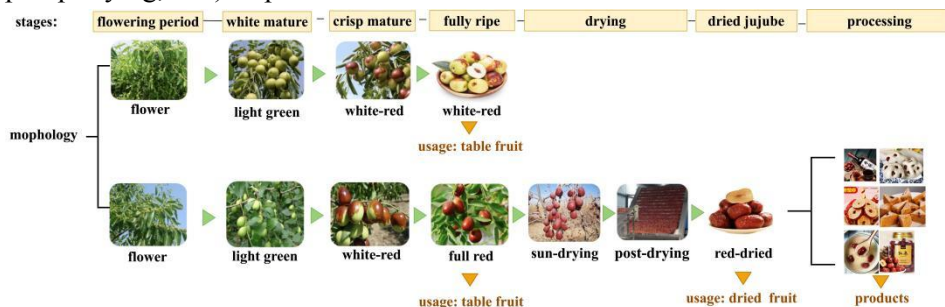 stages: flowering period white mature crisp mature fully ripe drying dried jujube processing
flower light green white-red white-red
usage: table fruit
mophology
flower light green white-red full red sun-drying post-drying red-dried
usage: table fruit usage: dried fruit products